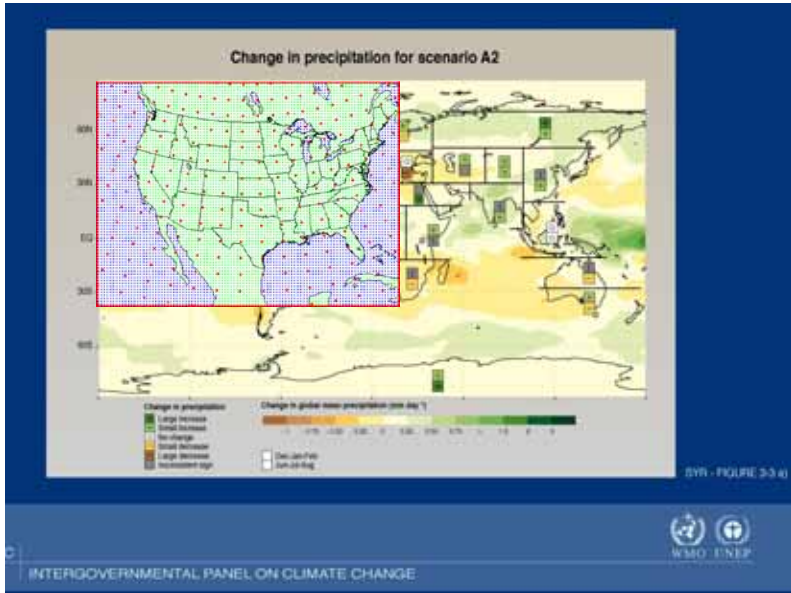 Change in precipitation for scenario A2
60N
30N
EQ
30S
60S
Change in precipitation
Large increase
Small increase
No change
Small decrease
Large decrease
Inconsistent sign
Change in global mean precipitation (mm day⁻¹)
Dec-Jan-Feb
Jun-Jul-Aug
SYR - FIGURE 3-3 a)
WMO UNEP
C
INTERGOVERNMENTAL PANEL ON CLIMATE CHANGE